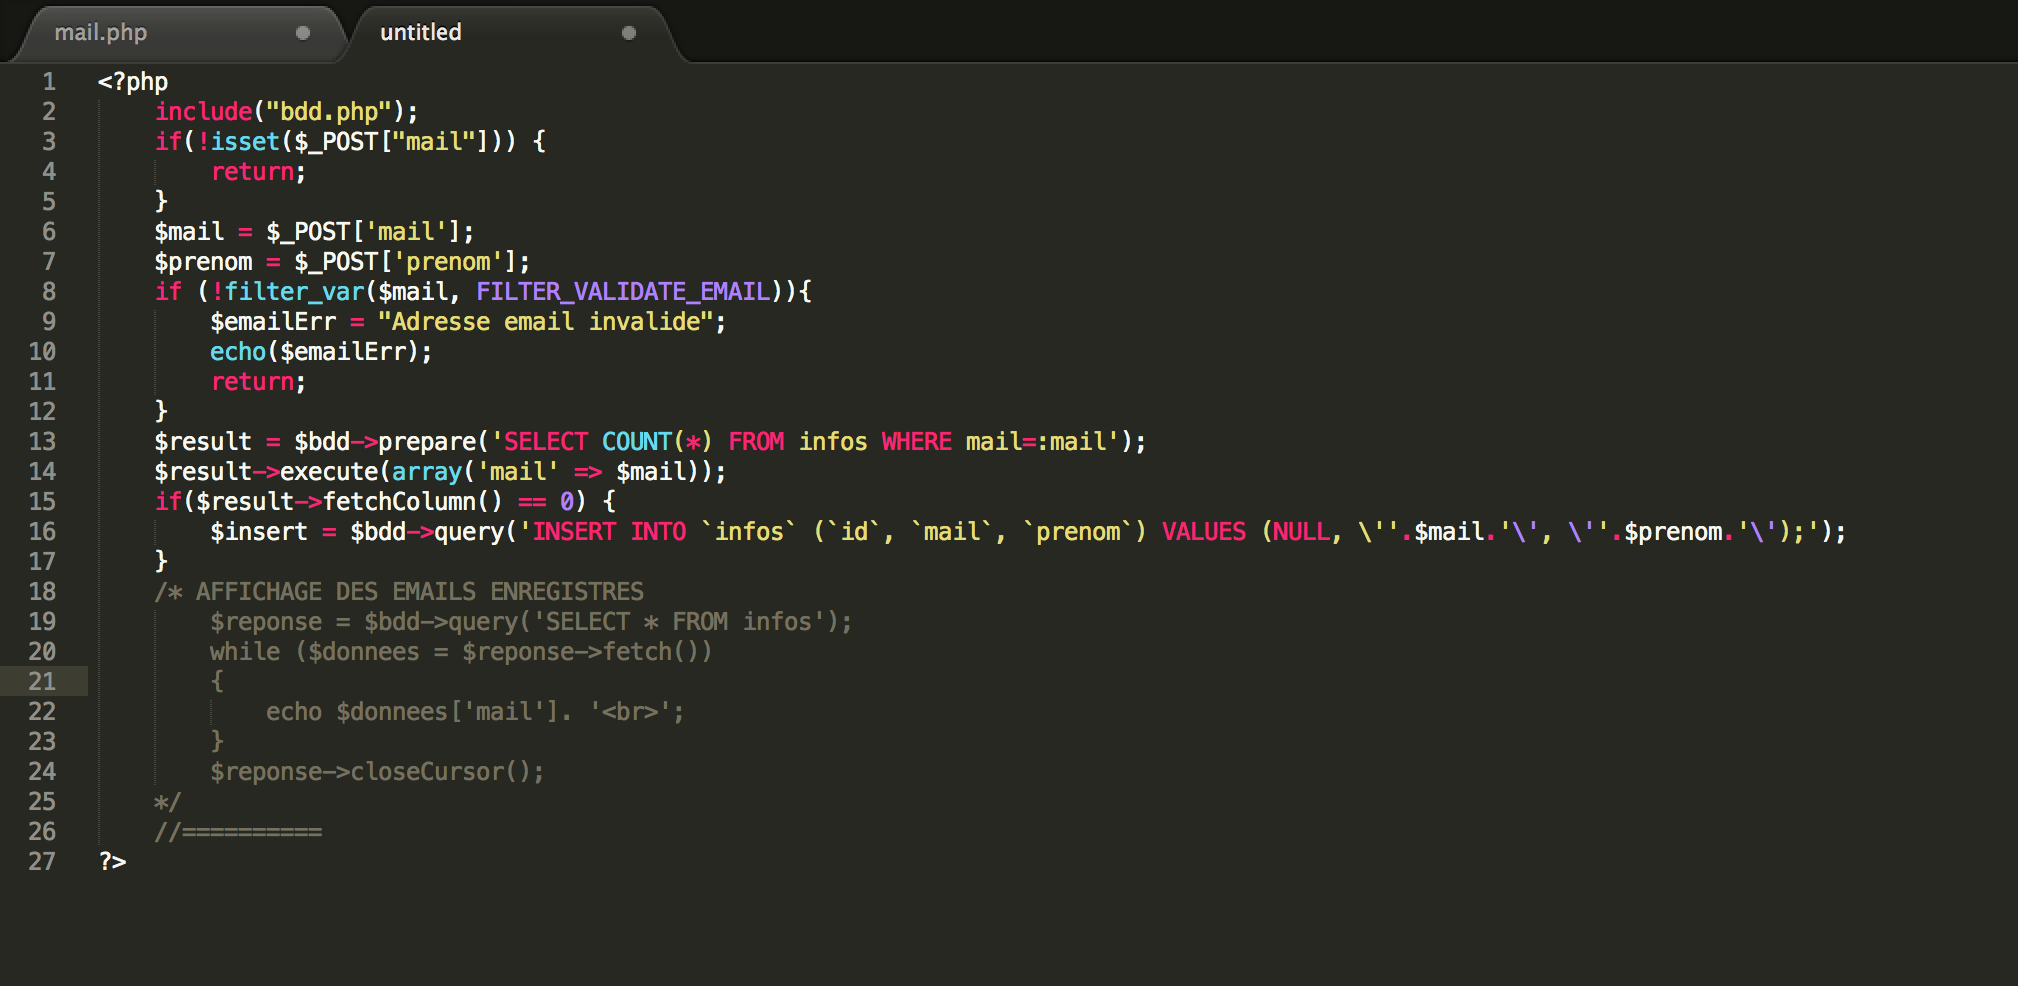 mail.php
untitled
1 <?php
2 include("bdd.php");
3 if(!isset($_POST["mail"])) {
4 return;
5 }
6 $mail = $_POST['mail'];
7 $prenom = $_POST['prenom'];
8 if (!filter_var($mail, FILTER_VALIDATE_EMAIL)){
9 $emailErr = "Adresse email invalide";
10 echo($emailErr);
11 return;
12 }
13 $result = $bdd->prepare('SELECT COUNT(*) FROM infos WHERE mail=:mail');
14 $result->execute(array('mail' => $mail));
15 if($result->fetchColumn() == 0) {
16 $insert = $bdd->query('INSERT INTO `infos` (`id`, `mail`, `prenom`) VALUES (NULL, \''.$mail.'\', \''.$prenom.'\');');
17 }
18 /* AFFICHAGE DES EMAILS ENREGISTRES
19 $reponse = $bdd->query('SELECT * FROM infos');
20 while ($donnees = $reponse->fetch())
21 {
22 echo $donnees['mail']. '<br>';
23 }
24 $reponse->closeCursor();
25 */
26 //==========
27 ?>